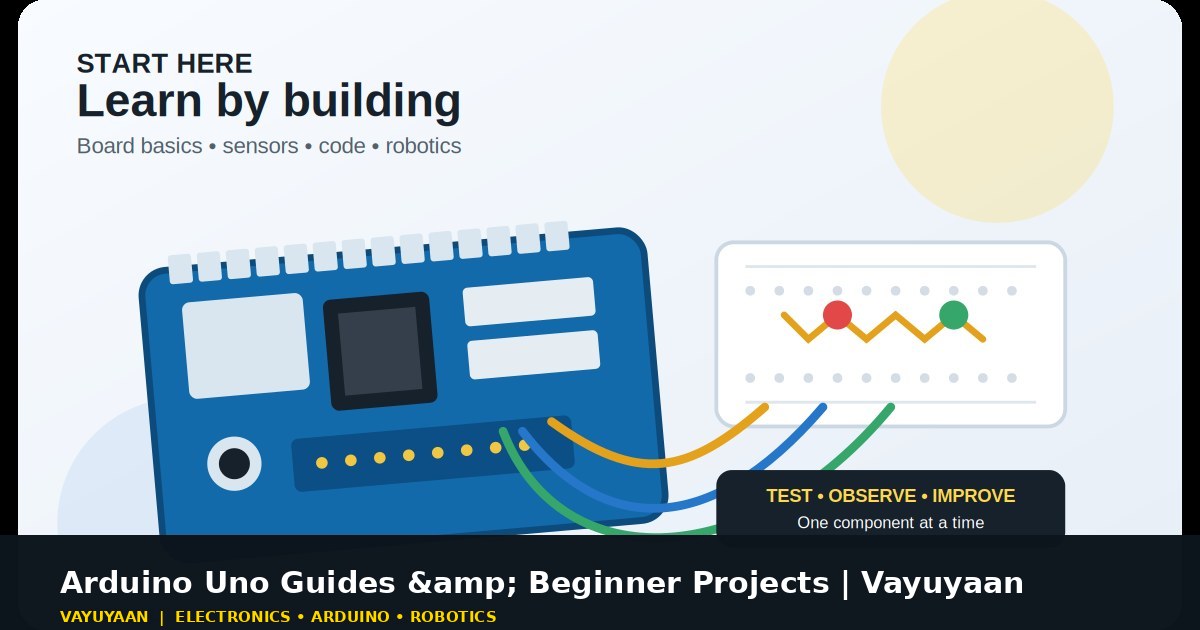 START HERE
Learn by building
Board basics • sensors • code • robotics
TEST • OBSERVE • IMPROVE
One component at a time
Arduino Uno Guides &amp; Beginner Projects | Vayuyaan
VAYUYAAN | ELECTRONICS • ARDUINO • ROBOTICS